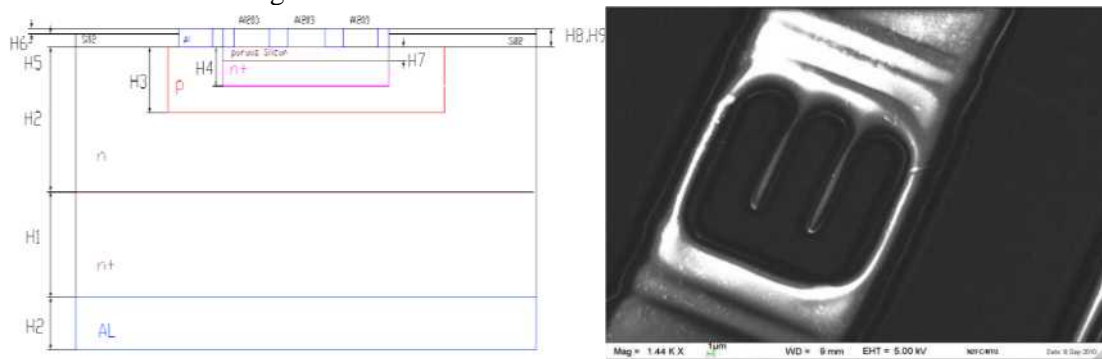 Al2O3 Al2O3 Al2O3
H6 SiO2 Al SiO2 H8,H9
porous Silicon
H5 H3 H4 n+ H7
p
H2
n
H1
n+
H2 AL
Mag = 1.44 K X 1µm WD = 9 mm EHT = 5.00 kV